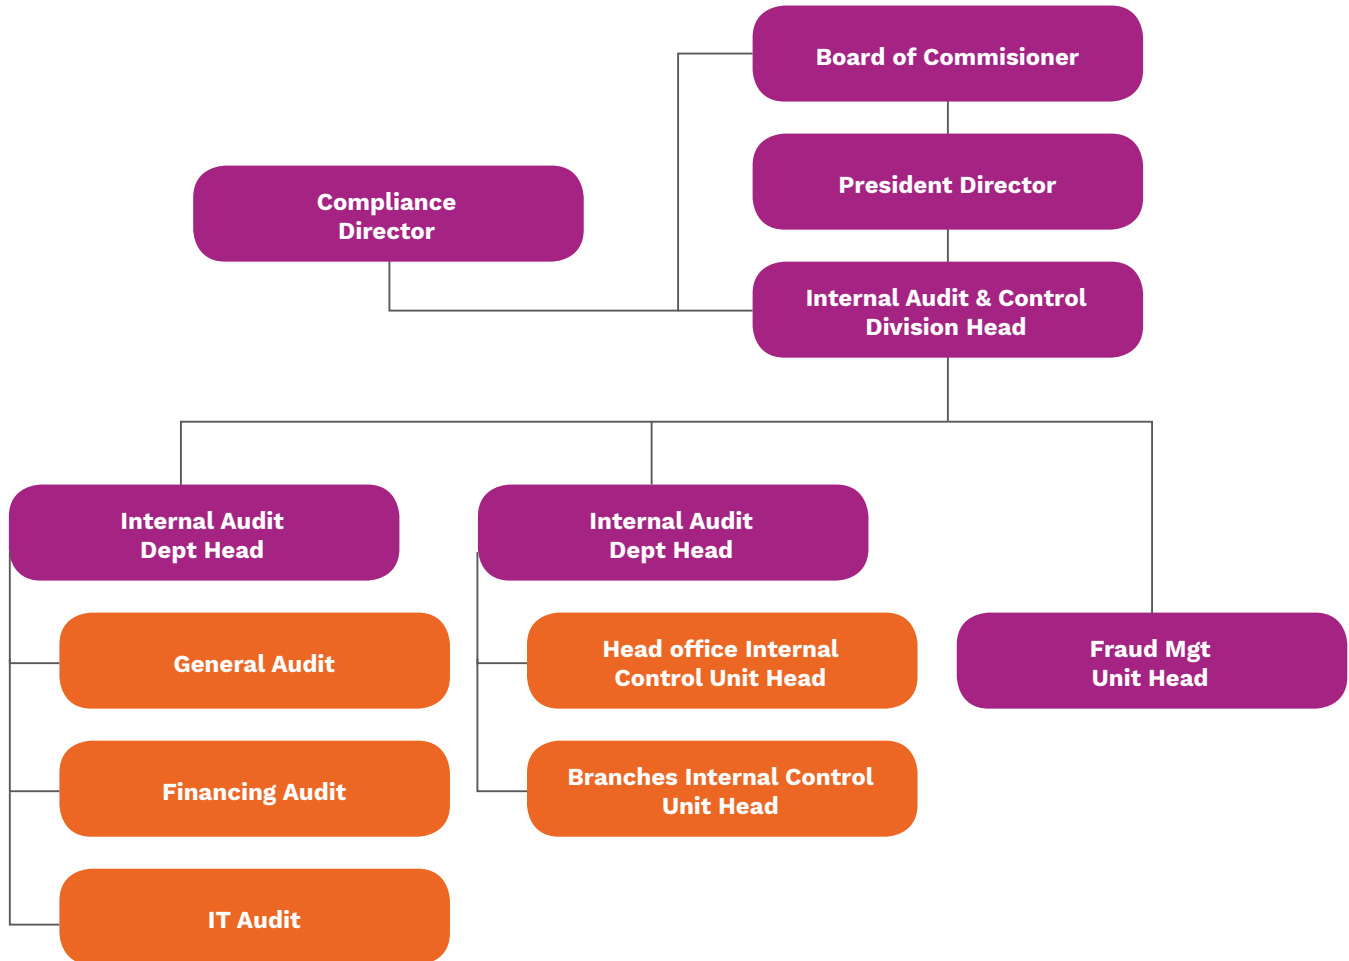 Board of Commisioner
President Director
Compliance
Director
Internal Audit & Control
Division Head
Internal Audit
Dept Head
Internal Audit
Dept Head
General Audit
Head office Internal
Control Unit Head
Fraud Mgt
Unit Head
Financing Audit
Branches Internal Control
Unit Head
IT Audit